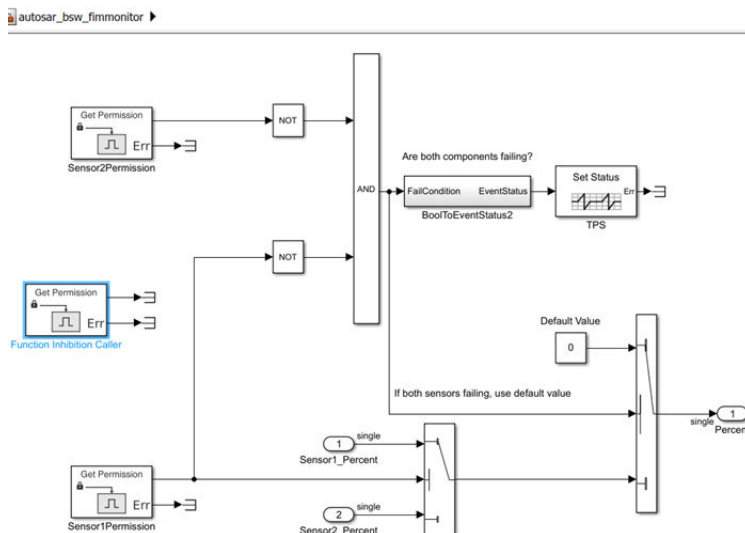 autosar_bsw_fimmonitor
Get Permission
Err
Sensor2Permission
NOT
AND
Are both components failing?
FailCondition EventStatus
BoolToEventStatus2
Set Status
Err
TPS
NOT
Get Permission
Err
Function Inhibition Caller
Default Value
0
If both sensors failing, use default value
1
single
Percent
1
single
Sensor1_Percent
Get Permission
Err
Sensor1Permission
2
single
Sensor2_Percent